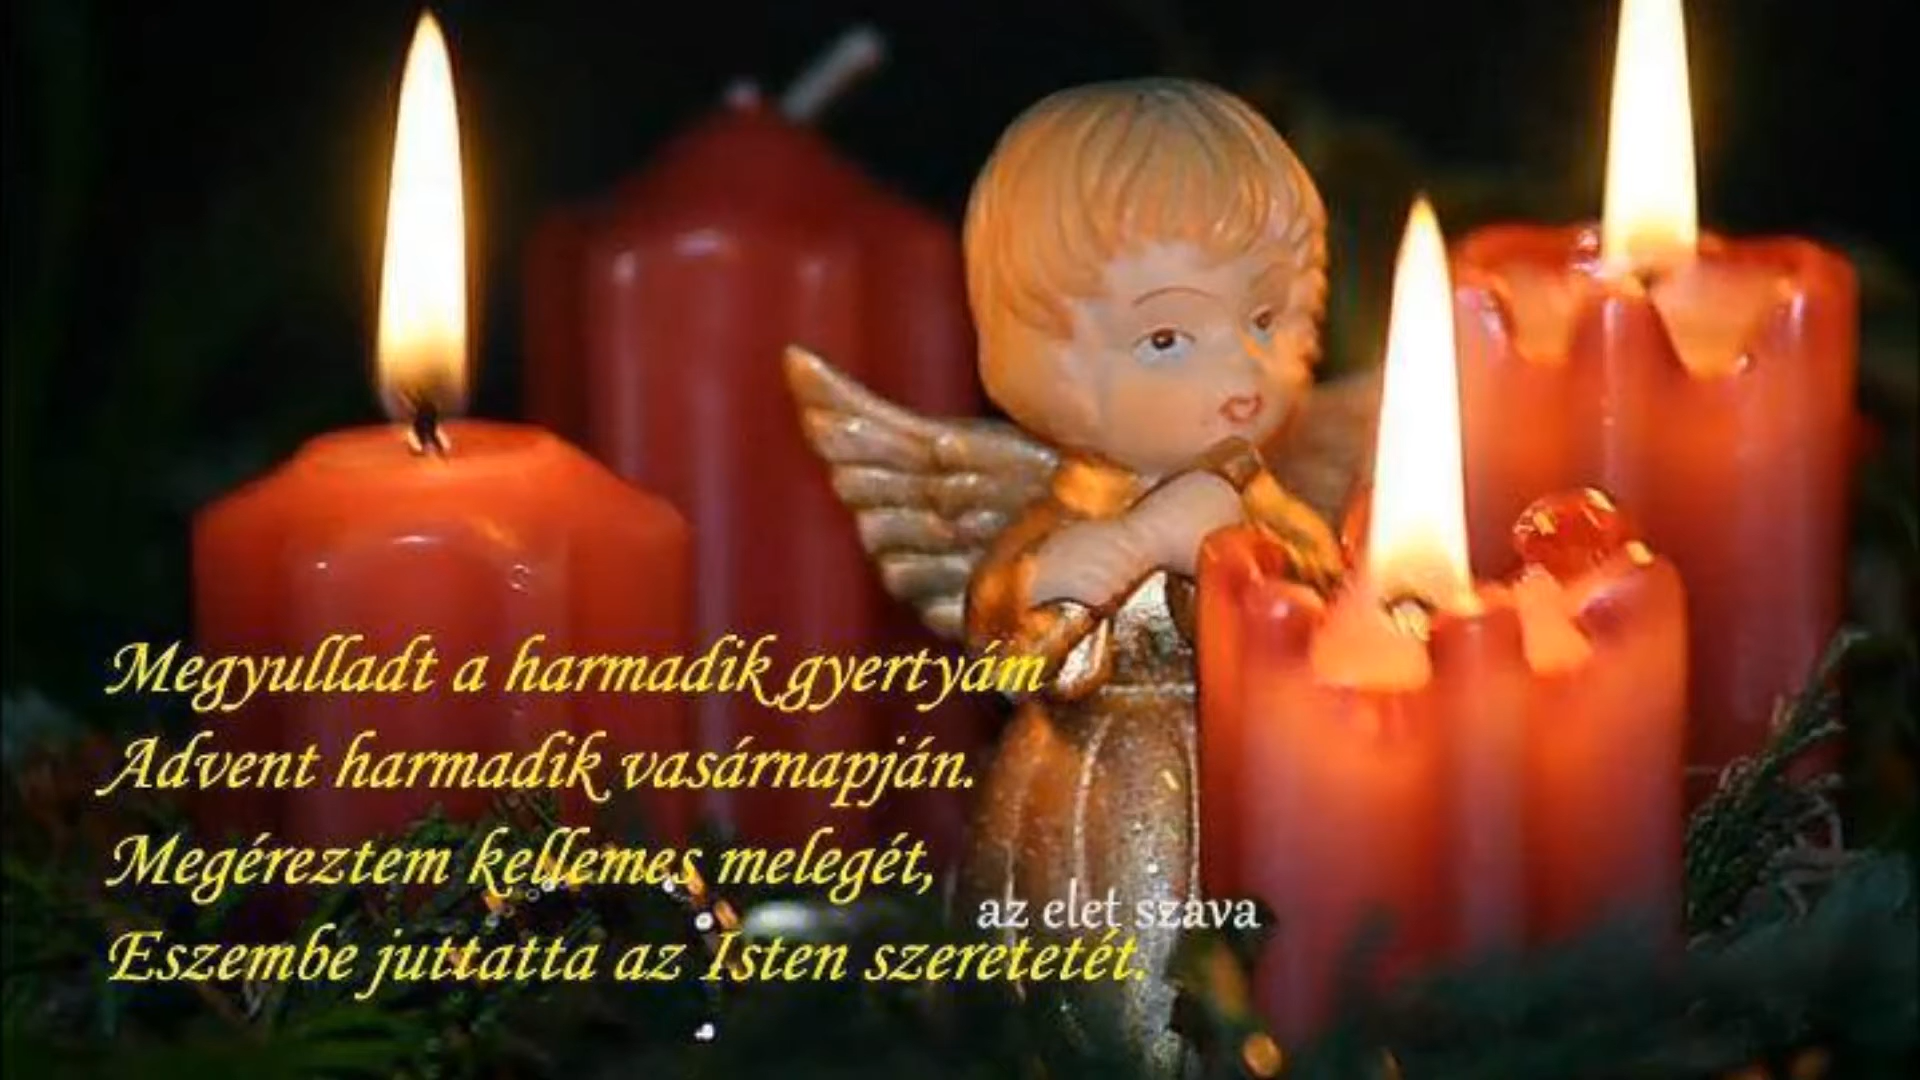 Megyulladt a harmadik gyertyám
Advent harmadik vasárnapján.
Megéreztem kellemes melegét,
az elet szava
Eszembe juttatta az Isten szeretetét.